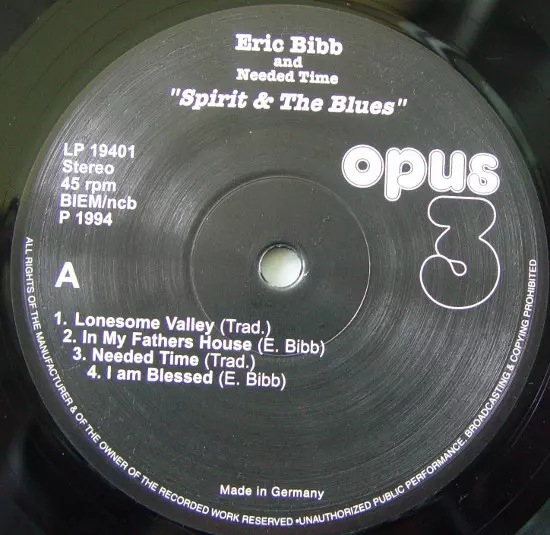 Eric Bibb
and
Needed Time
"Spirit & The Blues"
LP 19401
Stereo
45 rpm
BIEM/ncb
P 1994
opus
3
A
1. Lonesome Valley (Trad.)
2. In My Fathers House (E. Bibb)
3. Needed Time (Trad.)
4. I am Blessed (E. Bibb)
Made in Germany
ALL RIGHTS OF THE MANUFACTURER & OF THE OWNER OF THE RECORDED WORK RESERVED •UNAUTHORIZED PUBLIC PERFORMANCE. BROADCASTING & COPYING PROHIBITED